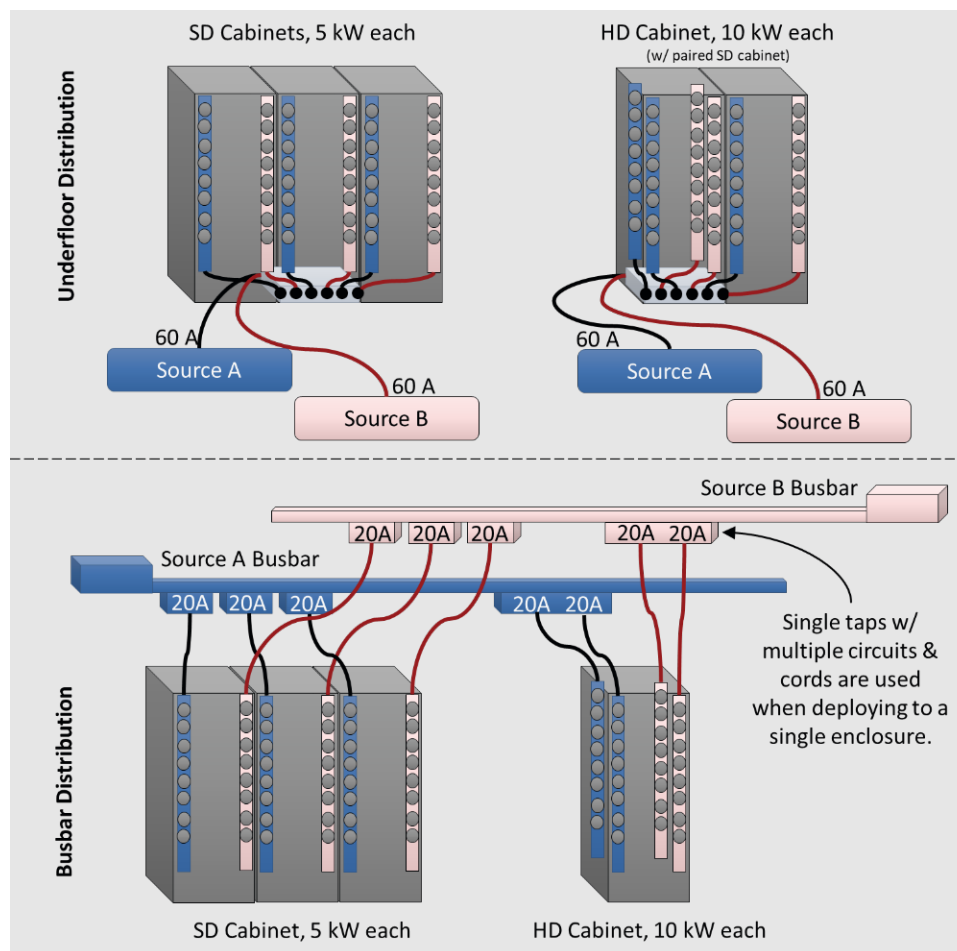 SD Cabinets, 5 kW each
HD Cabinet, 10 kW each
(w/ paired SD cabinet)
Underfloor Distribution
60 A
Source A
60 A
Source B
60 A
Source A
60 A
Source B
Source B Busbar
20A 20A 20A 20A 20A
Source A Busbar
20A 20A 20A 20A 20A
Single taps w/
multiple circuits &
cords are used
when deploying to a
single enclosure.
Busbar Distribution
SD Cabinet, 5 kW each
HD Cabinet, 10 kW each